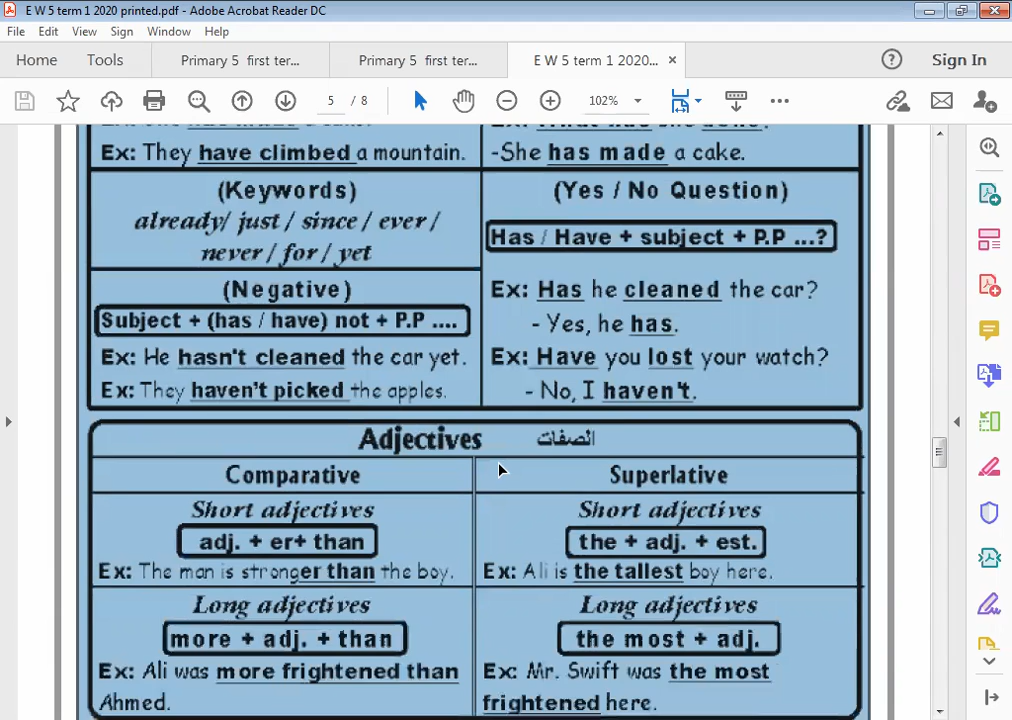 E W 5 term 1 2020 printed.pdf - Adobe Acrobat Reader DC
File Edit View Sign Window Help
Home Tools Primary 5 first ter... Primary 5 first ter... E W 5 term 1 2020... × Sign In
5 / 8 102%
Ex: They have climbed a mountain.
-She has made a cake.
(Keywords)
already/ just / since / ever /
never / for / yet
(Negative)
Subject + (has / have) not + P.P ....
Ex: He hasn't cleaned the car yet.
Ex: They haven't picked the apples.
(Yes / No Question)
Has / Have + subject + P.P ...?
Ex: Has he cleaned the car?
- Yes, he has.
Ex: Have you lost your watch?
- No, I haven't.
Adjectives الصفات
Comparative
Short adjectives
adj. + er+ than
Ex: The man is stronger than the boy.
Long adjectives
more + adj. + than
Ex: Ali was more frightened than
Ahmed.
Superlative
Short adjectives
the + adj. + est.
Ex: Ali is the tallest boy here.
Long adjectives
the most + adj.
Ex: Mr. Swift was the most
frightened here.